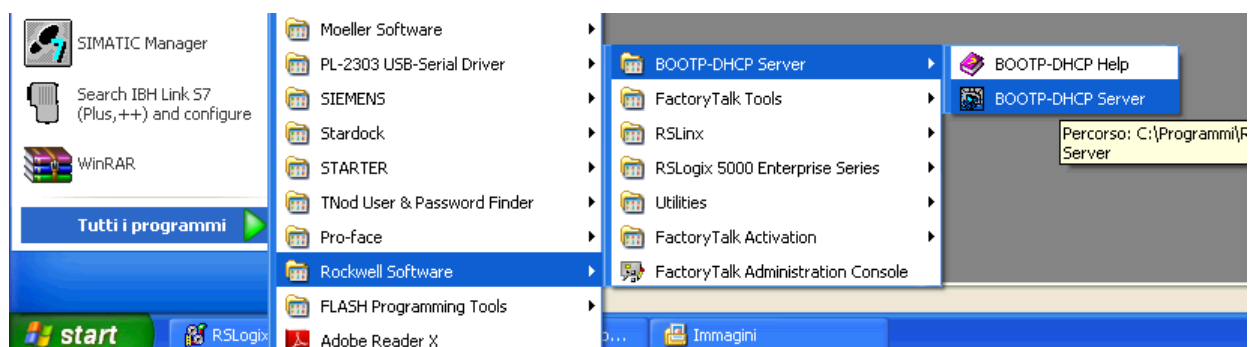 SIMATIC Manager
Search IBH Link S7
(Plus,++) and configure
WinRAR
Tutti i programmi
Moeller Software
PL-2303 USB-Serial Driver
SIEMENS
Stardock
STARTER
TNod User & Password Finder
Pro-face
Rockwell Software
FLASH Programming Tools
Adobe Reader X
BOOTP-DHCP Server
FactoryTalk Tools
RSLinx
RSLogix 5000 Enterprise Series
Utilities
FactoryTalk Activation
FactoryTalk Administration Console
BOOTP-DHCP Help
BOOTP-DHCP Server
Percorso: C:\Programmi\R
Server
start
RSLogix
...
Immagini